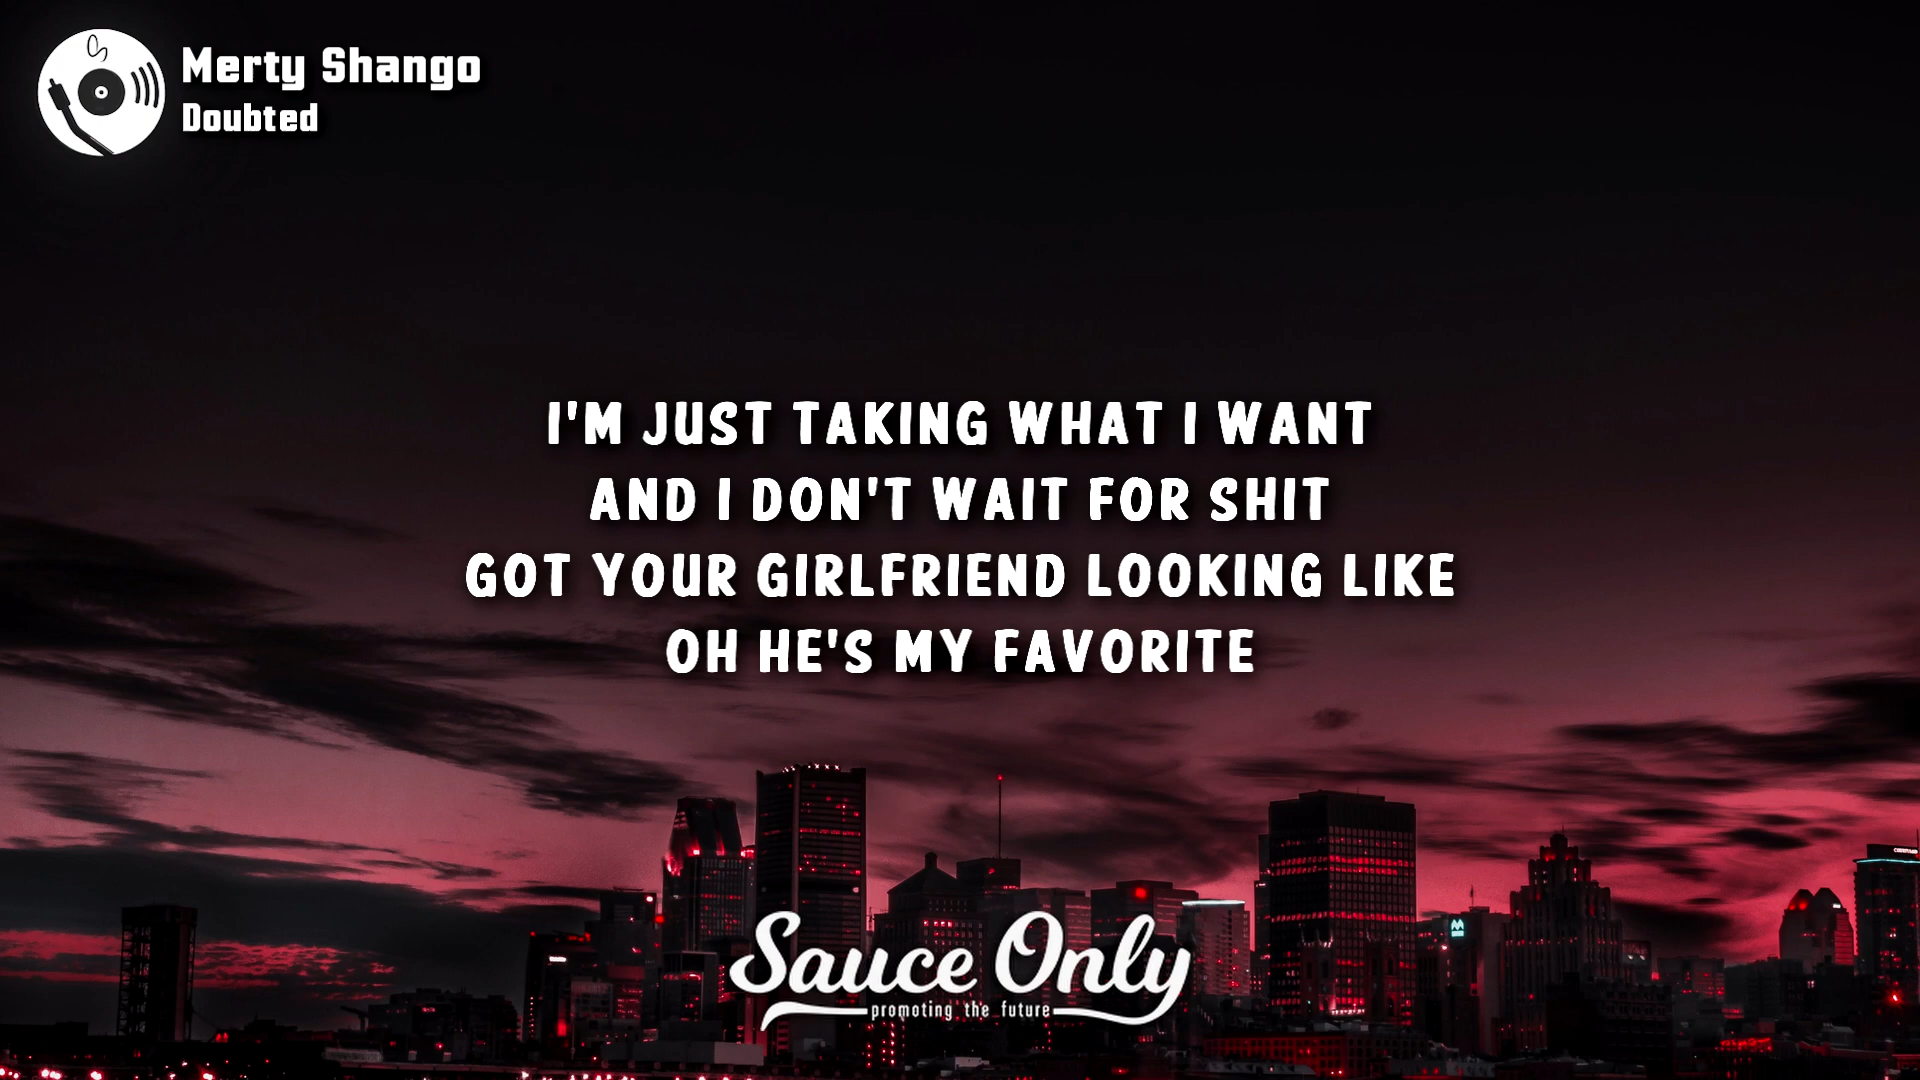 Merty Shango
Doubted
I'M JUST TAKING WHAT I WANT
AND I DON'T WAIT FOR SHIT
GOT YOUR GIRLFRIEND LOOKING LIKE
OH HE'S MY FAVORITE
Sauce Only
promoting the future